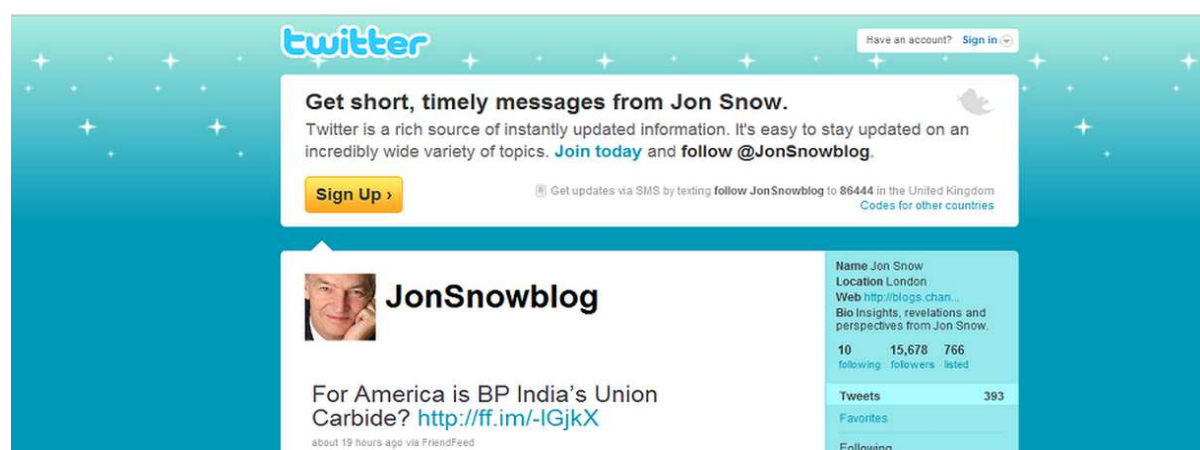 twitter
Have an account? Sign in
Get short, timely messages from Jon Snow.
Twitter is a rich source of instantly updated information. It's easy to stay updated on an
incredibly wide variety of topics. Join today and follow @JonSnowblog.
Sign Up ›
Get updates via SMS by texting follow JonSnowblog to 86444 in the United Kingdom
Codes for other countries
JonSnowblog
For America is BP India's Union
Carbide? http://ff.im/-lGjkX
about 19 hours ago via FriendFeed
Name Jon Snow
Location London
Web http://blogs.chan...
Bio Insights, revelations and
perspectives from Jon Snow.
10 15,678 766
following followers listed
Tweets 393
Favorites
Following